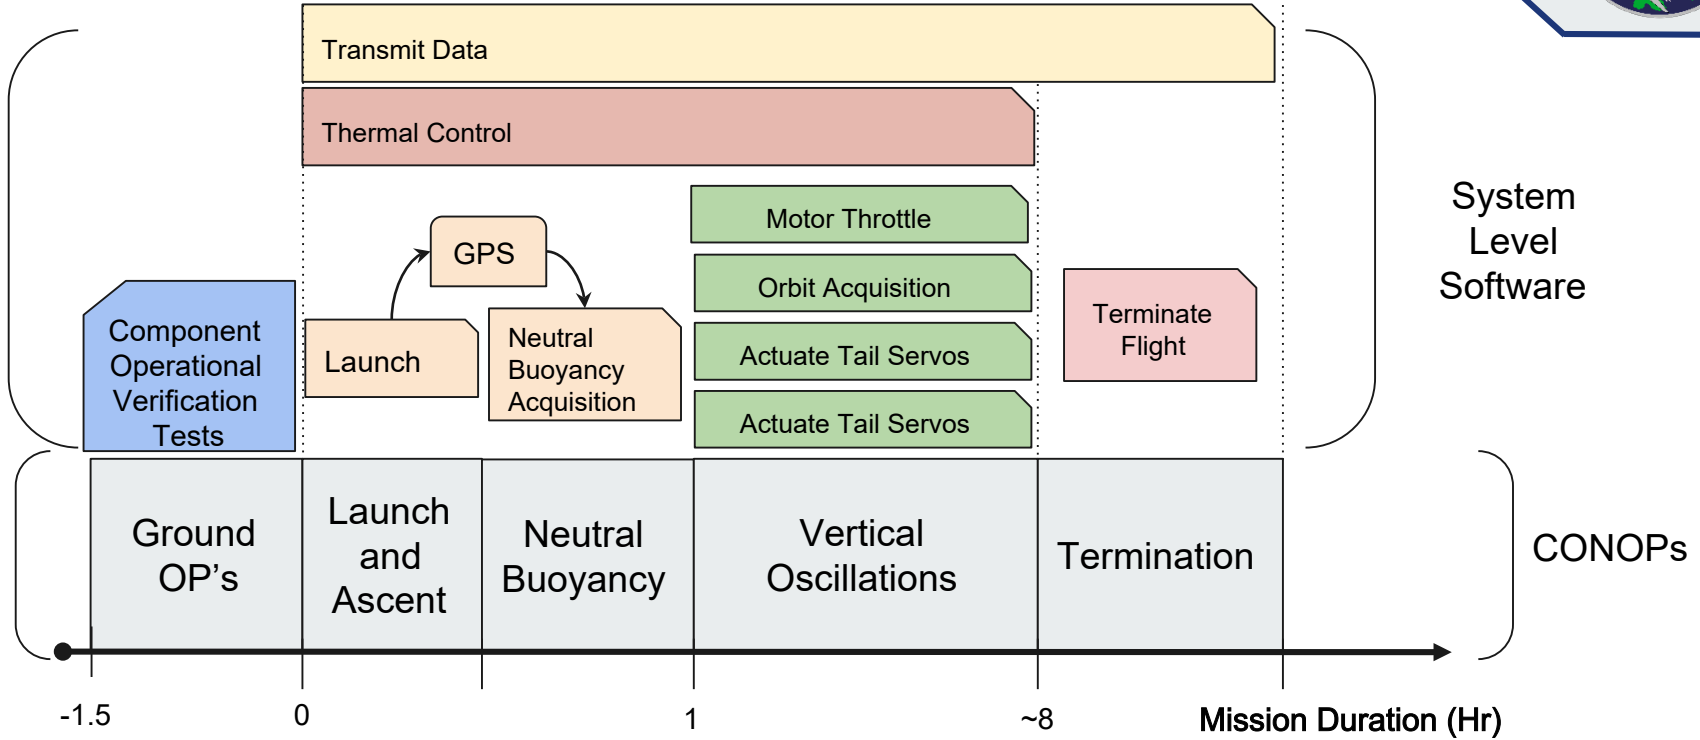 Transmit Data
Thermal Control
Motor Throttle
GPS
Orbit Acquisition
Component
Operational
Verification
Tests
Launch
Neutral
Buoyancy
Acquisition
Actuate Tail Servos
Actuate Tail Servos
Terminate
Flight
System
Level
Software
Ground
OP’s
Launch
and
Ascent
Neutral
Buoyancy
Vertical
Oscillations
Termination
CONOPs
-1.5
0
1
~8
Mission Duration (Hr)